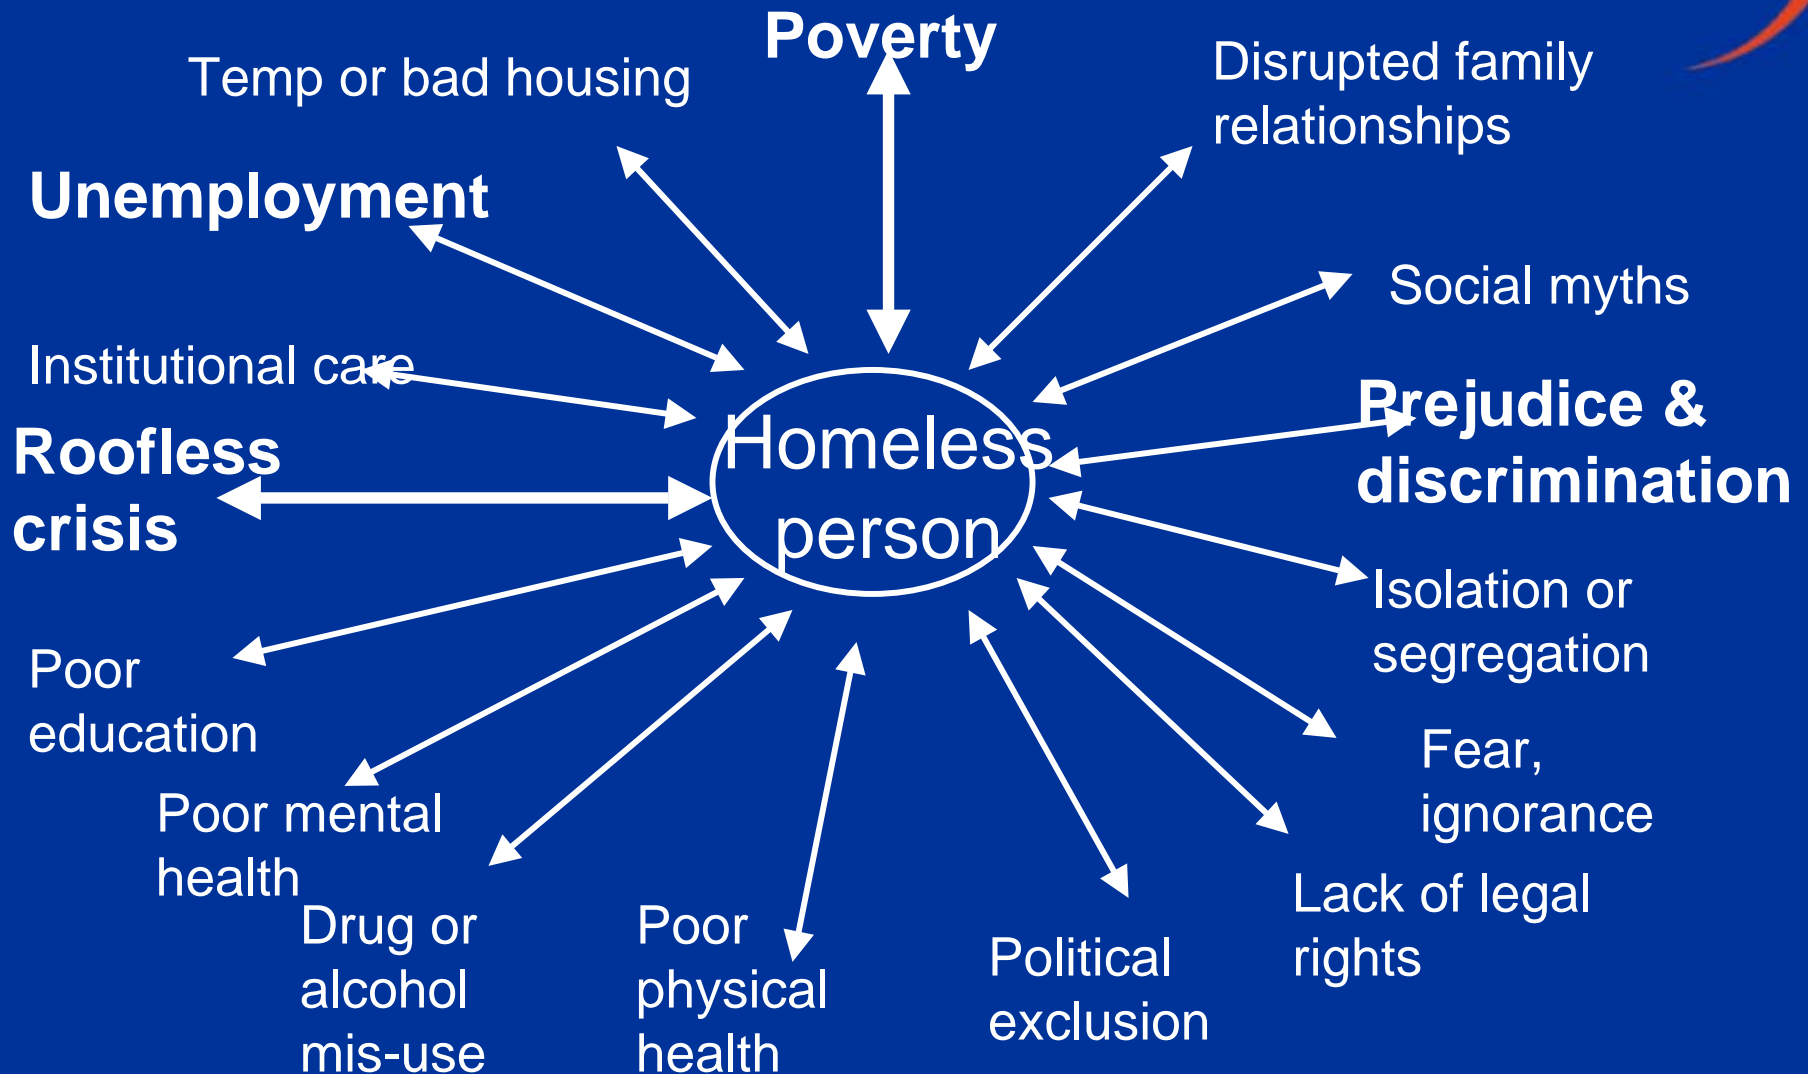 Poverty
Temp or bad housing
Disrupted family
relationships
Unemployment
Social myths
Institutional care
Prejudice &
discrimination
Roofless
crisis
Homeless
person
Isolation or
segregation
Poor
education
Fear,
ignorance
Poor mental
health
Lack of legal
rights
Drug or
alcohol
mis-use
Poor
physical
health
Political
exclusion